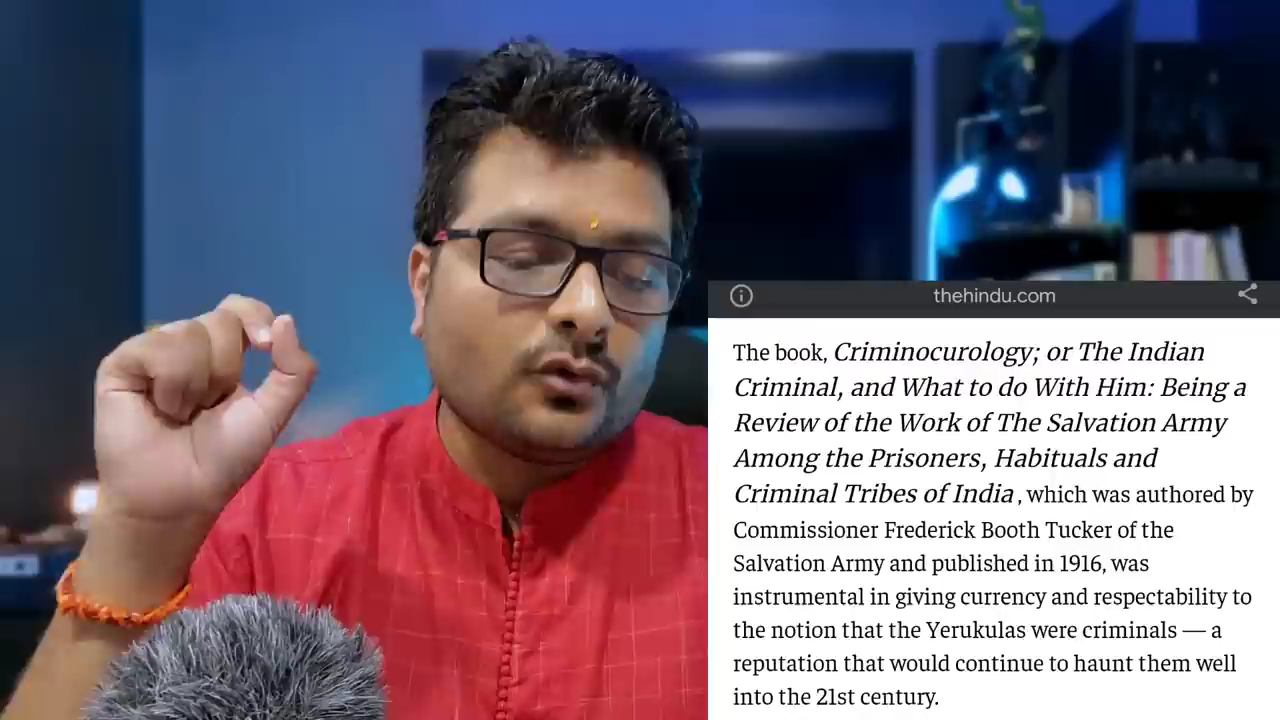 thehindu.com
The book, Criminocurology; or The Indian
Criminal, and What to do With Him: Being a
Review of the Work of The Salvation Army
Among the Prisoners, Habituals and
Criminal Tribes of India , which was authored by
Commissioner Frederick Booth Tucker of the
Salvation Army and published in 1916, was
instrumental in giving currency and respectability to
the notion that the Yerukulas were criminals — a
reputation that would continue to haunt them well
into the 21st century.